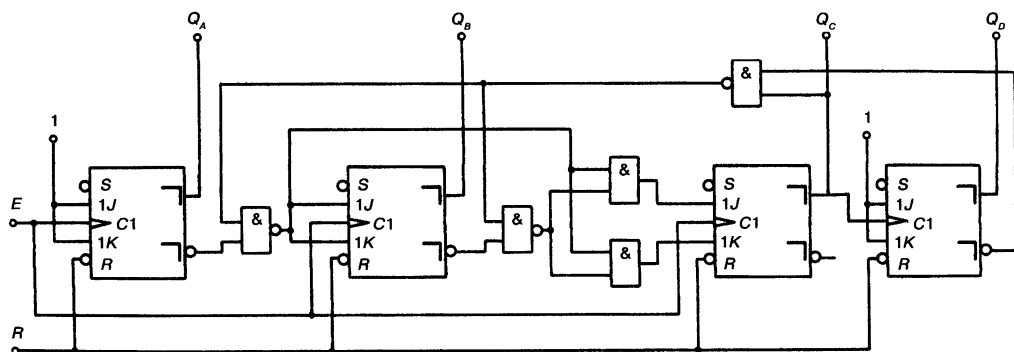 Q_A Q_B Q_C Q_D
&
1 1
S S S S
& &
1J 1J 1J 1J
E C1 & C1 & C1 C1
1K 1K 1K 1K
R R R R
R